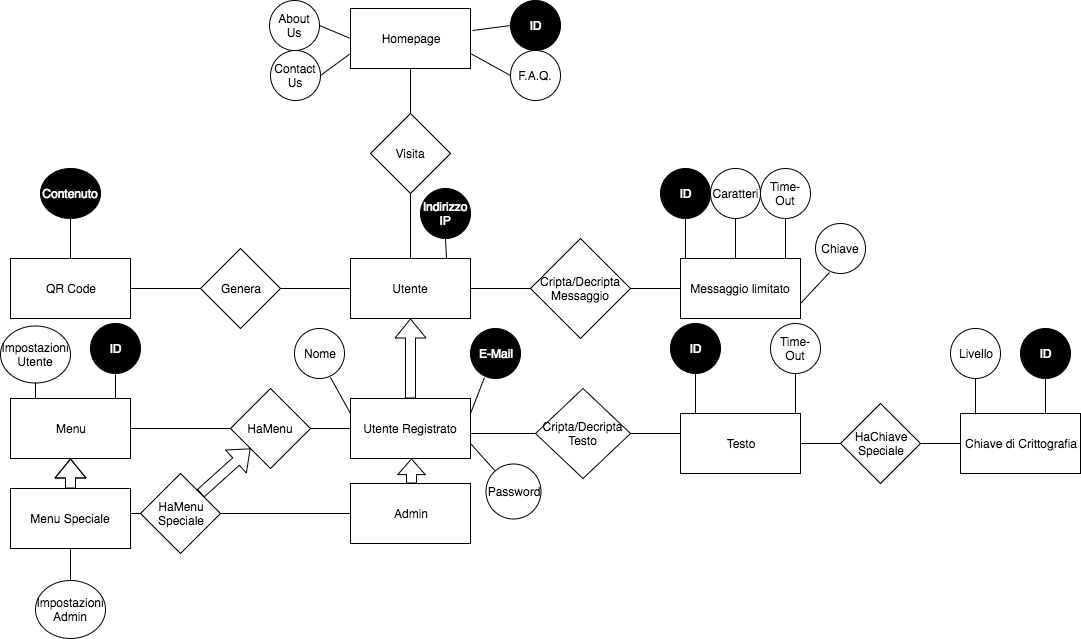 About
Us
Homepage
ID
Contact
Us
F.A.Q.
Visita
Contenuto
Indirizzo
IP
ID
Caratteri
Time-
Out
Chiave
QR Code
Genera
Utente
Cripta/Decripta
Messaggio
Messaggio limitato
Impostazioni
Utente
ID
Nome
E-Mail
ID
Time-
Out
Livello
ID
Menu
HaMenu
Utente Registrato
Cripta/Decripta
Testo
Testo
HaChiave
Speciale
Chiave di Crittografia
Menu Speciale
HaMenu
Speciale
Admin
Password
Impostazioni
Admin